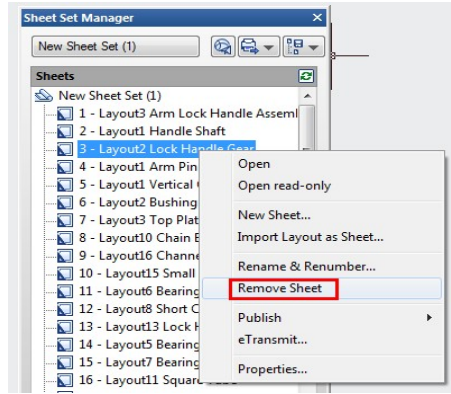 Sheet Set Manager
New Sheet Set (1)
Sheets
New Sheet Set (1)
1 - Layout3 Arm Lock Handle Assembl
2 - Layout1 Handle Shaft
3 - Layout2 Lock Handle Gear
4 - Layout1 Arm Pin
5 - Layout1 Vertical
6 - Layout2 Bushing
7 - Layout3 Top Plat
8 - Layout10 Chain
9 - Layout16 Channe
10 - Layout15 Small
11 - Layout6 Bearing
12 - Layout8 Short
13 - Layout13 Lock
14 - Layout5 Bearing
15 - Layout7 Bearing
16 - Layout11 Square
Open
Open read-only
New Sheet...
Import Layout as Sheet...
Rename & Renumber...
Remove Sheet
Publish
eTransmit...
Properties...